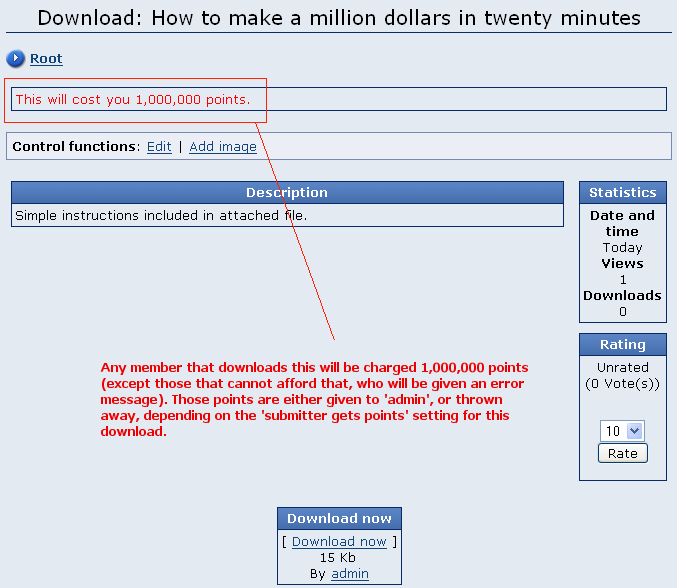 Download: How to make a million dollars in twenty minutes
Root
This will cost you 1,000,000 points.
Control functions: Edit | Add image
Description
Simple instructions included in attached file.
Statistics
Date and
time
Today
Views
1
Downloads
0
Rating
Unrated
(0 Vote(s))
10
Rate
Any member that downloads this will be charged 1,000,000 points
(except those that cannot afford that, who will be given an error
message). Those points are either given to 'admin', or thrown
away, depending on the 'submitter gets points' setting for this
download.
Download now
[ Download now ]
15 Kb
By admin